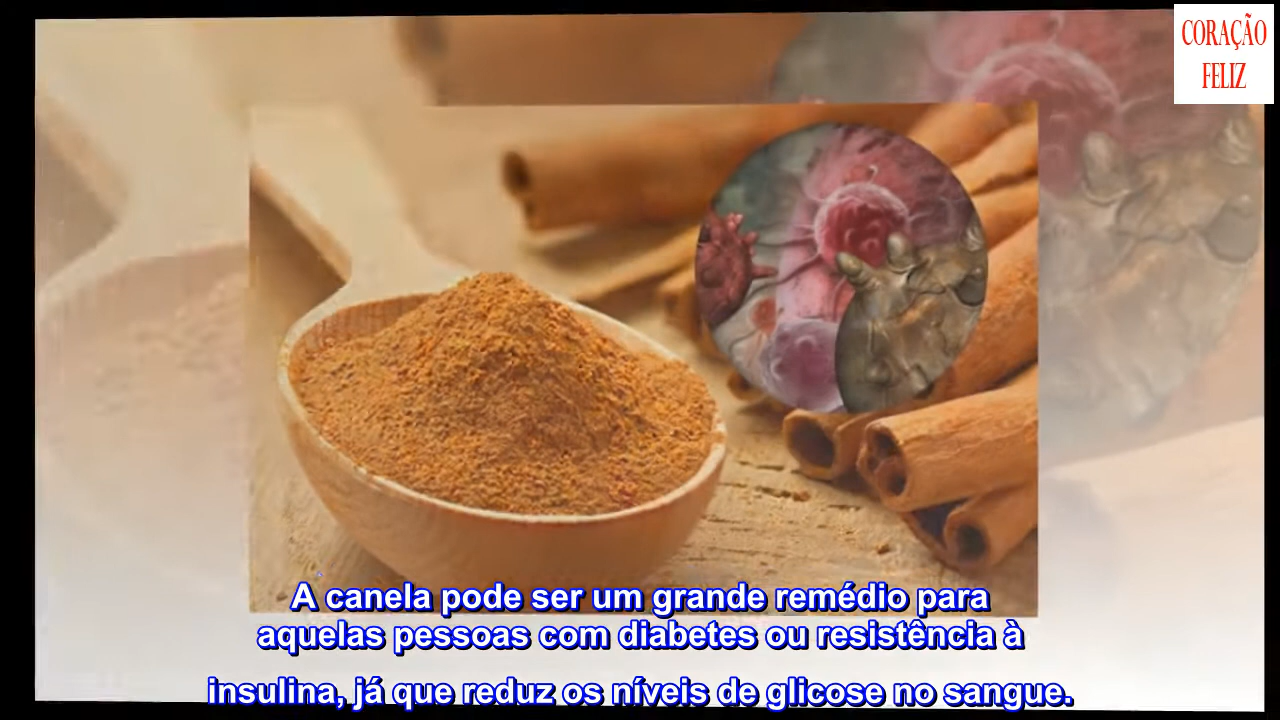 CORAÇÃO
FELIZ
A canela pode ser um grande remédio para
aquelas pessoas com diabetes ou resistência à
insulina, já que reduz os níveis de glicose no sangue.